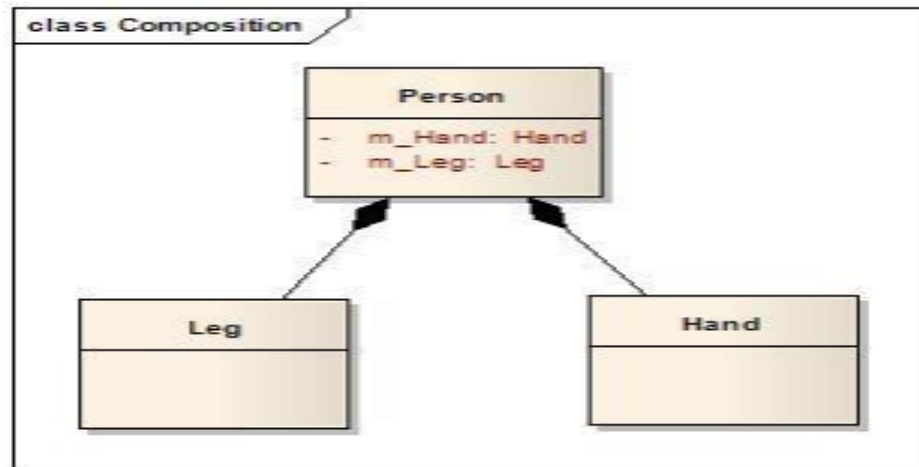 class Composition
Person
- m_Hand: Hand
- m_Leg: Leg
Leg
Hand